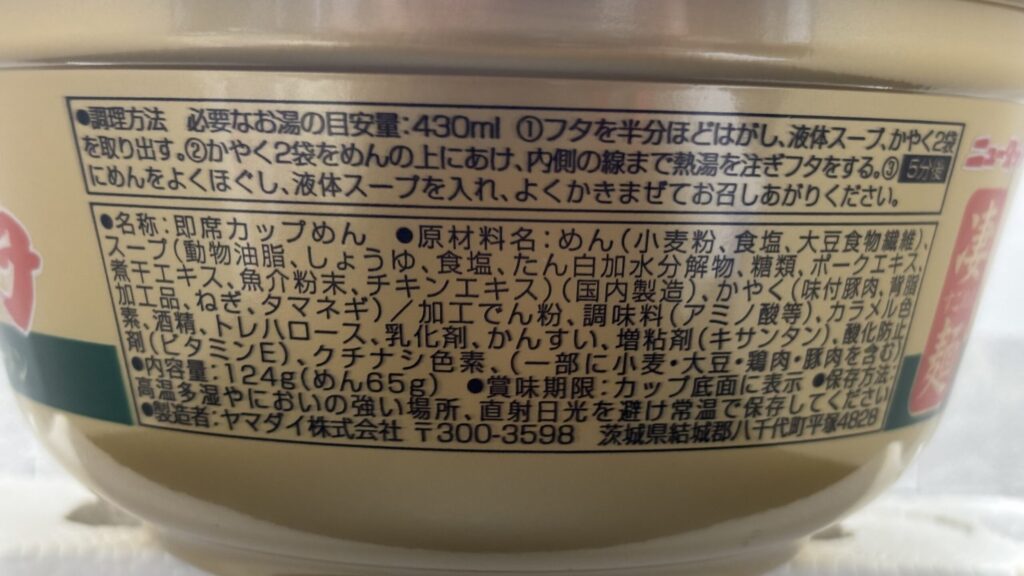 ●調理方法 必要なお湯の目安量:430ml ①フタを半分ほどはがし、液体スープ、かやく2袋
を取り出す。②かやく2袋をめんの上にあけ、内側の線まで熱湯を注ぎフタをする。③ 5分後
にめんをよくほぐし、液体スープを入れ、よくかきまぜてお召しあがりください。
●名称:即席カップめん ●原材料名:めん(小麦粉、食塩、大豆食物繊維)、
スープ(動物油脂、しょうゆ、食塩、たん白加水分解物、糖類、ポークエキス、
煮干エキス、魚介粉末、チキンエキス)(国内製造)、かやく(味付豚肉、背脂
加工品、ねぎ、タマネギ)/加工でん粉、調味料(アミノ酸等)、カラメル色
素、酒精、トレハロース、乳化剤、かんすい、増粘剤(キサンタン)、酸化防止
剤(ビタミンE)、クチナシ色素、(一部に小麦・大豆・鶏肉・豚肉を含む)
●内容量:124g(めん65g) ●賞味期限:カップ底面に表示 ●保存方法:
高温多湿やにおいの強い場所、直射日光を避け常温で保存してください
●製造者:ヤマダイ株式会社 〒300-3598 茨城県結城郡八千代町平塚4828
ニュー
凄
麺